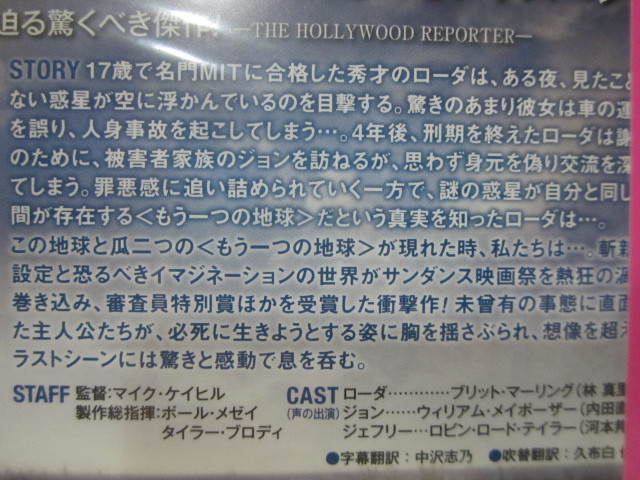 迫る驚くべき傑作! —THE HOLLYWOOD REPORTER—
STORY 17歳で名門MITに合格した秀才のローダは、ある夜、見たこと
ない惑星が空に浮かんでいるのを目撃する。驚きのあまり彼女は車の運
を誤り、人身事故を起こしてしまう…。4年後、刑期を終えたローダは謝
のために、被害者家族のジョンを訪ねるが、思わず身元を偽り交流を深
てしまう。罪悪感に追い詰められていく一方で、謎の惑星が自分と同じ
間が存在する<もう一つの地球>だという真実を知ったローダは…。
この地球と瓜二つの<もう一つの地球>が現れた時、私たちは…。斬新
設定と恐るべきイマジネーションの世界がサンダンス映画祭を熱狂の渦
巻き込み、審査員特別賞ほかを受賞した衝撃作!未曾有の事態に直面
た主人公たちが、必死に生きようとする姿に胸を揺さぶられ、想像を超え
ラストシーンには驚きと感動で息を呑む。
STAFF 監督:マイク・ケイヒル
製作総指揮:ポール・メゼイ
タイラー・ブロディ
CAST (声の出演) ローダ…………ブリット・マーリング(林 真里
ジョン……ウィリアム・メイポーザー(内田直
ジェフリー…ロビン・ロード・テイラー(河本邦
●字幕翻訳:中沢志乃 ●吹替翻訳:久布白